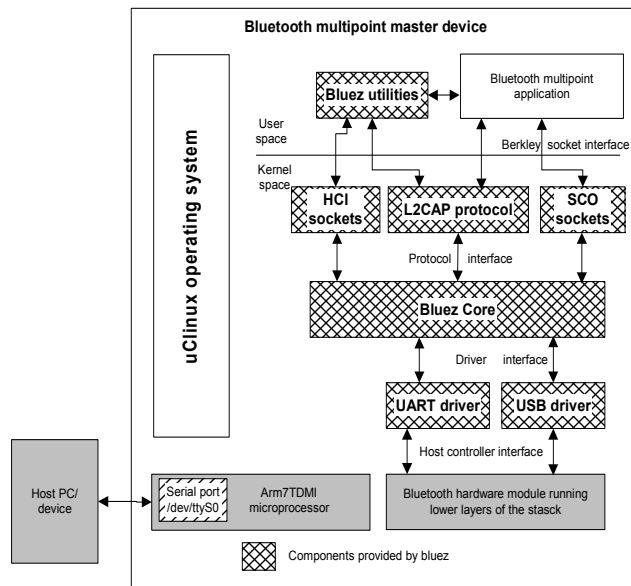 Bluetooth multipoint master device
uClinux operating system
Bluez utilities
Bluetooth multipoint
application
User
space
Berkley socket interface
Kernel
space
HCI
sockets
L2CAP protocol
SCO
sockets
Protocol interface
Bluez Core
Driver interface
UART driver
USB driver
Host controller interface
Host PC/
device
Serial port
/dev/ttyS0
Arm7TDMI
microprocessor
Bluetooth hardware module running
lower layers of the stasck
Components provided by bluez